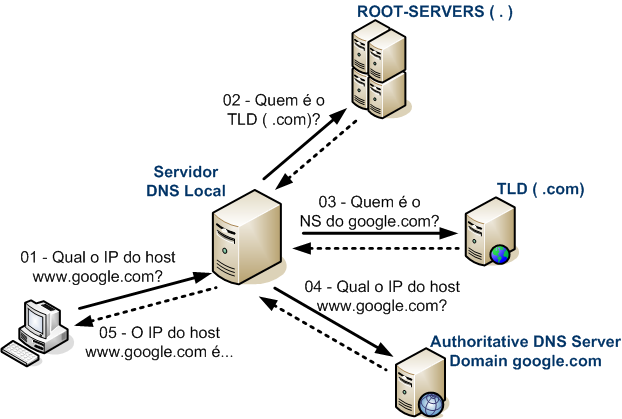 ROOT-SERVERS ( . )
02 - Quem é o
TLD ( .com)?
Servidor
DNS Local
03 - Quem é o
NS do google.com?
TLD ( .com)
01 - Qual o IP do host
www.google.com?
04 - Qual o IP do host
www.google.com?
05 - O IP do host
www.google.com é...
Authoritative DNS Server
Domain google.com